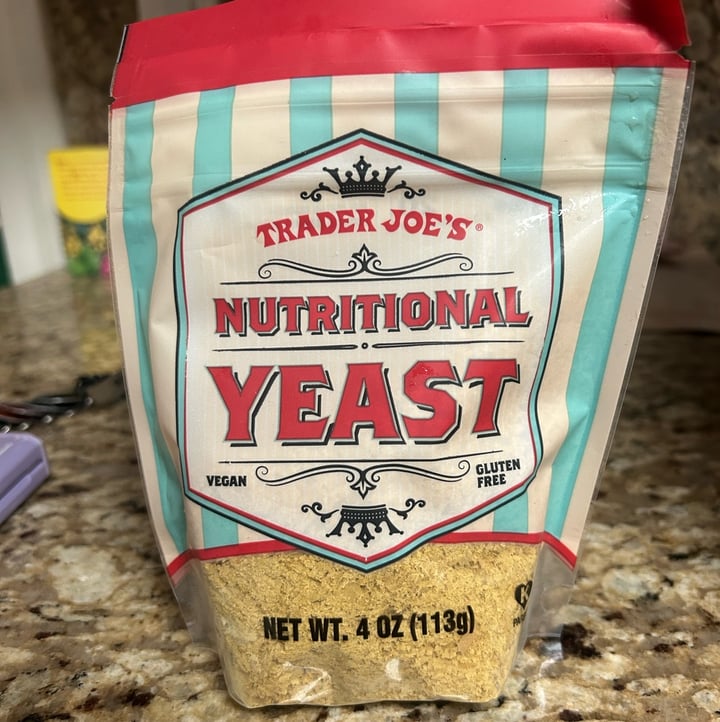 TRADER JOE'S®
NUTRITIONAL
YEAST
VEGAN
GLUTEN
FREE
NET WT. 4 OZ (113g)
K